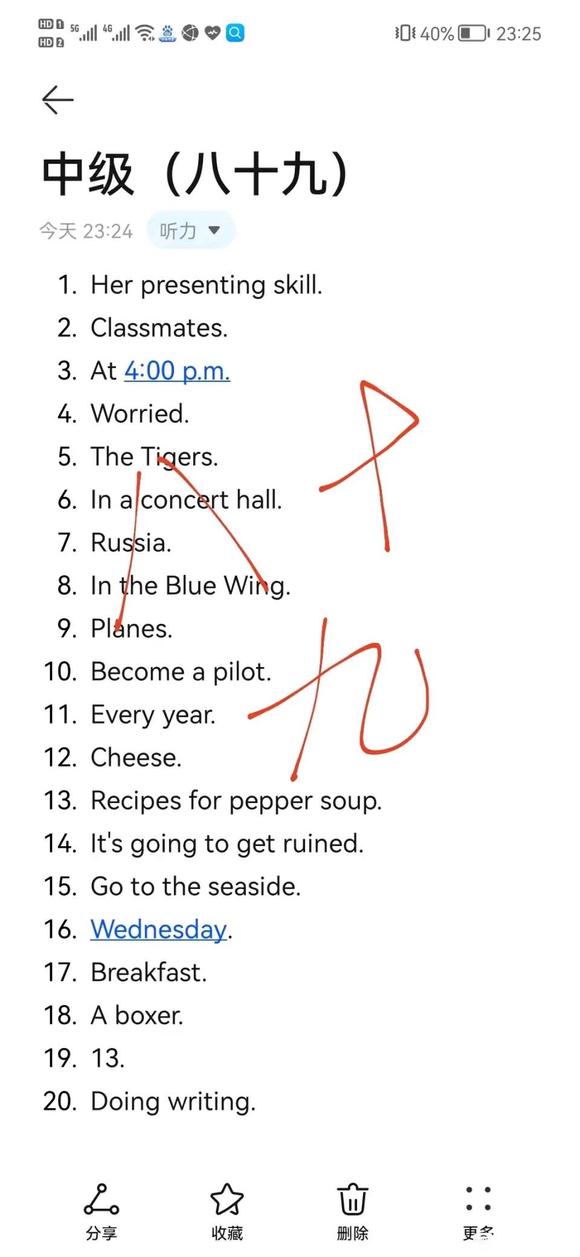 HD 1 5G 4G 40% 23:25
HD 2
中级（八十九）
今天 23:24 听力
1. Her presenting skill.
2. Classmates.
3. At 4:00 p.m.
4. Worried.
5. The Tigers.
6. In a concert hall.
7. Russia.
8. In the Blue Wing.
9. Planes.
10. Become a pilot.
11. Every year.
12. Cheese.
13. Recipes for pepper soup.
14. It's going to get ruined.
15. Go to the seaside.
16. Wednesday.
17. Breakfast.
18. A boxer.
19. 13.
20. Doing writing.
八十九
分享 收藏 删除 更多